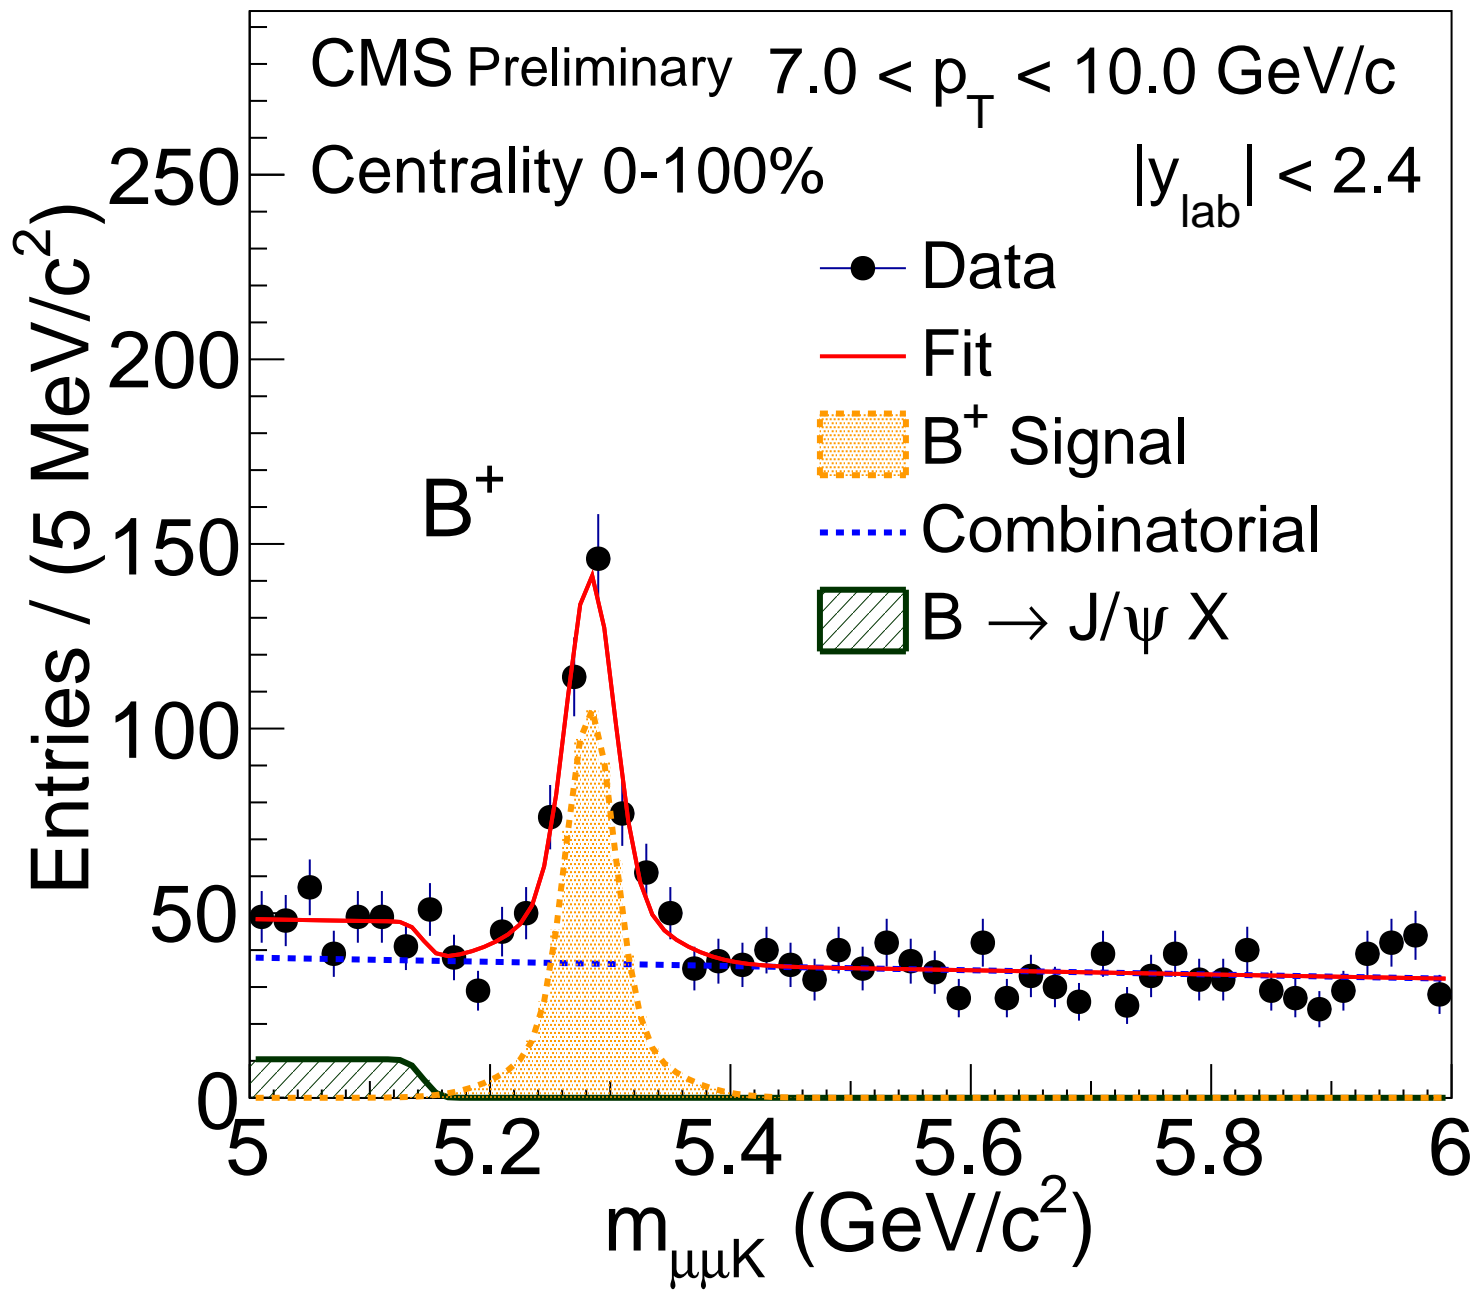 CMS Preliminary 7.0 < p_T < 10.0 GeV/c
Centrality 0-100% |y_lab| < 2.4
Data
Fit
B⁺ Signal
Combinatorial
B → J/ψ X
B⁺
Entries / (5 MeV/c²)
250
200
150
100
50
0
5 5.2 5.4 5.6 5.8 6
m_μμK (GeV/c²)